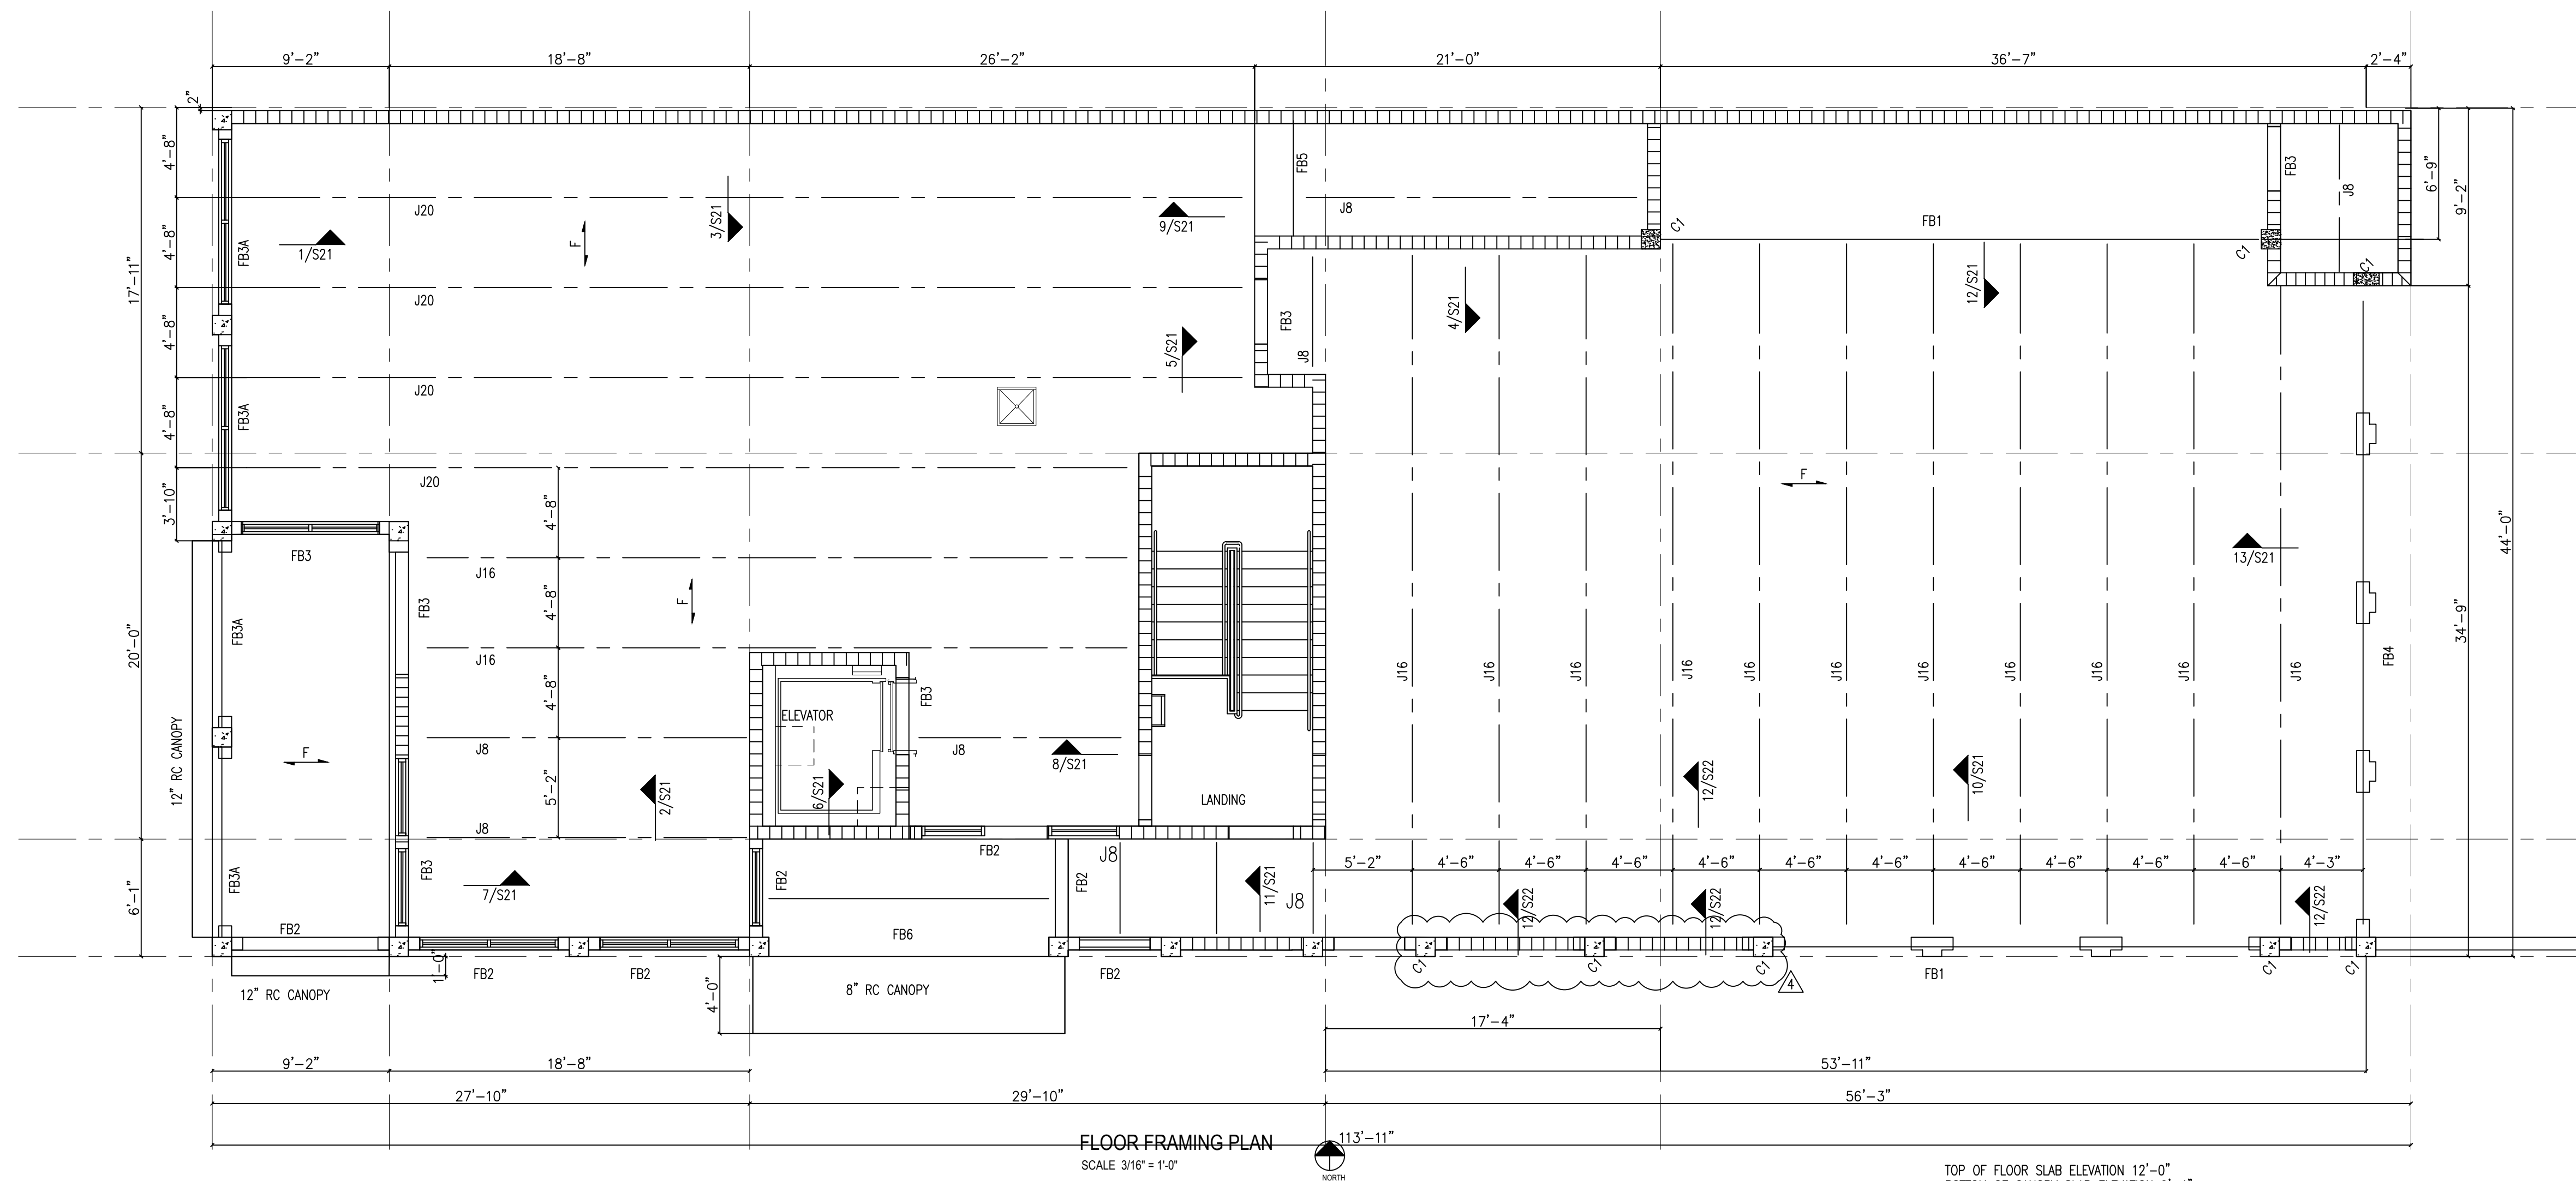 9'-2"
18'-8"
26'-2"
21'-0"
36'-7"
2'-4"
2"
4'-8"
4'-8"
4'-8"
4'-8"
3'-10"
17'-11"
20'-0"
6'-1"
FB3A
1/S21
J20
F
3/S21
9/S21
FB5
J8
C1
FB1
C1
FB3
J8
C1
6'-9"
9'-2"
44'-0"
34'-9"
J20
5/S21
FB3
J8
4/S21
12/S21
J20
FB3A
J20
4'-8"
F
FB3
J16
4'-8"
FB3
F
FB3A
J16
4'-8"
13/S21
J16
J16
J16
J16
J16
J16
J16
J16
J16
J16
J16
FB4
ELEVATOR
FB3
12" RC CANOPY
F
J8
J8
8/S21
5'-2"
2/S21
6/S21
LANDING
12/S22
10/S21
J8
FB2
J8
FB3A
FB3
7/S21
FB2
FB2
11/S21
J8
5'-2"
4'-6"
4'-6"
4'-6"
4'-6"
4'-6"
4'-6"
4'-6"
4'-6"
4'-6"
4'-6"
4'-3"
12/S22
12/S22
12/S22
FB2
FB6
1'-0"
FB2
FB2
FB2
C1
C1
C1
FB1
C1
C1
4
12" RC CANOPY
4'-0"
8" RC CANOPY
17'-4"
9'-2"
18'-8"
53'-11"
27'-10"
29'-10"
56'-3"
113'-11"
FLOOR FRAMING PLAN
SCALE 3/16" = 1'-0"
NORTH
TOP OF FLOOR SLAB ELEVATION 12'-0"